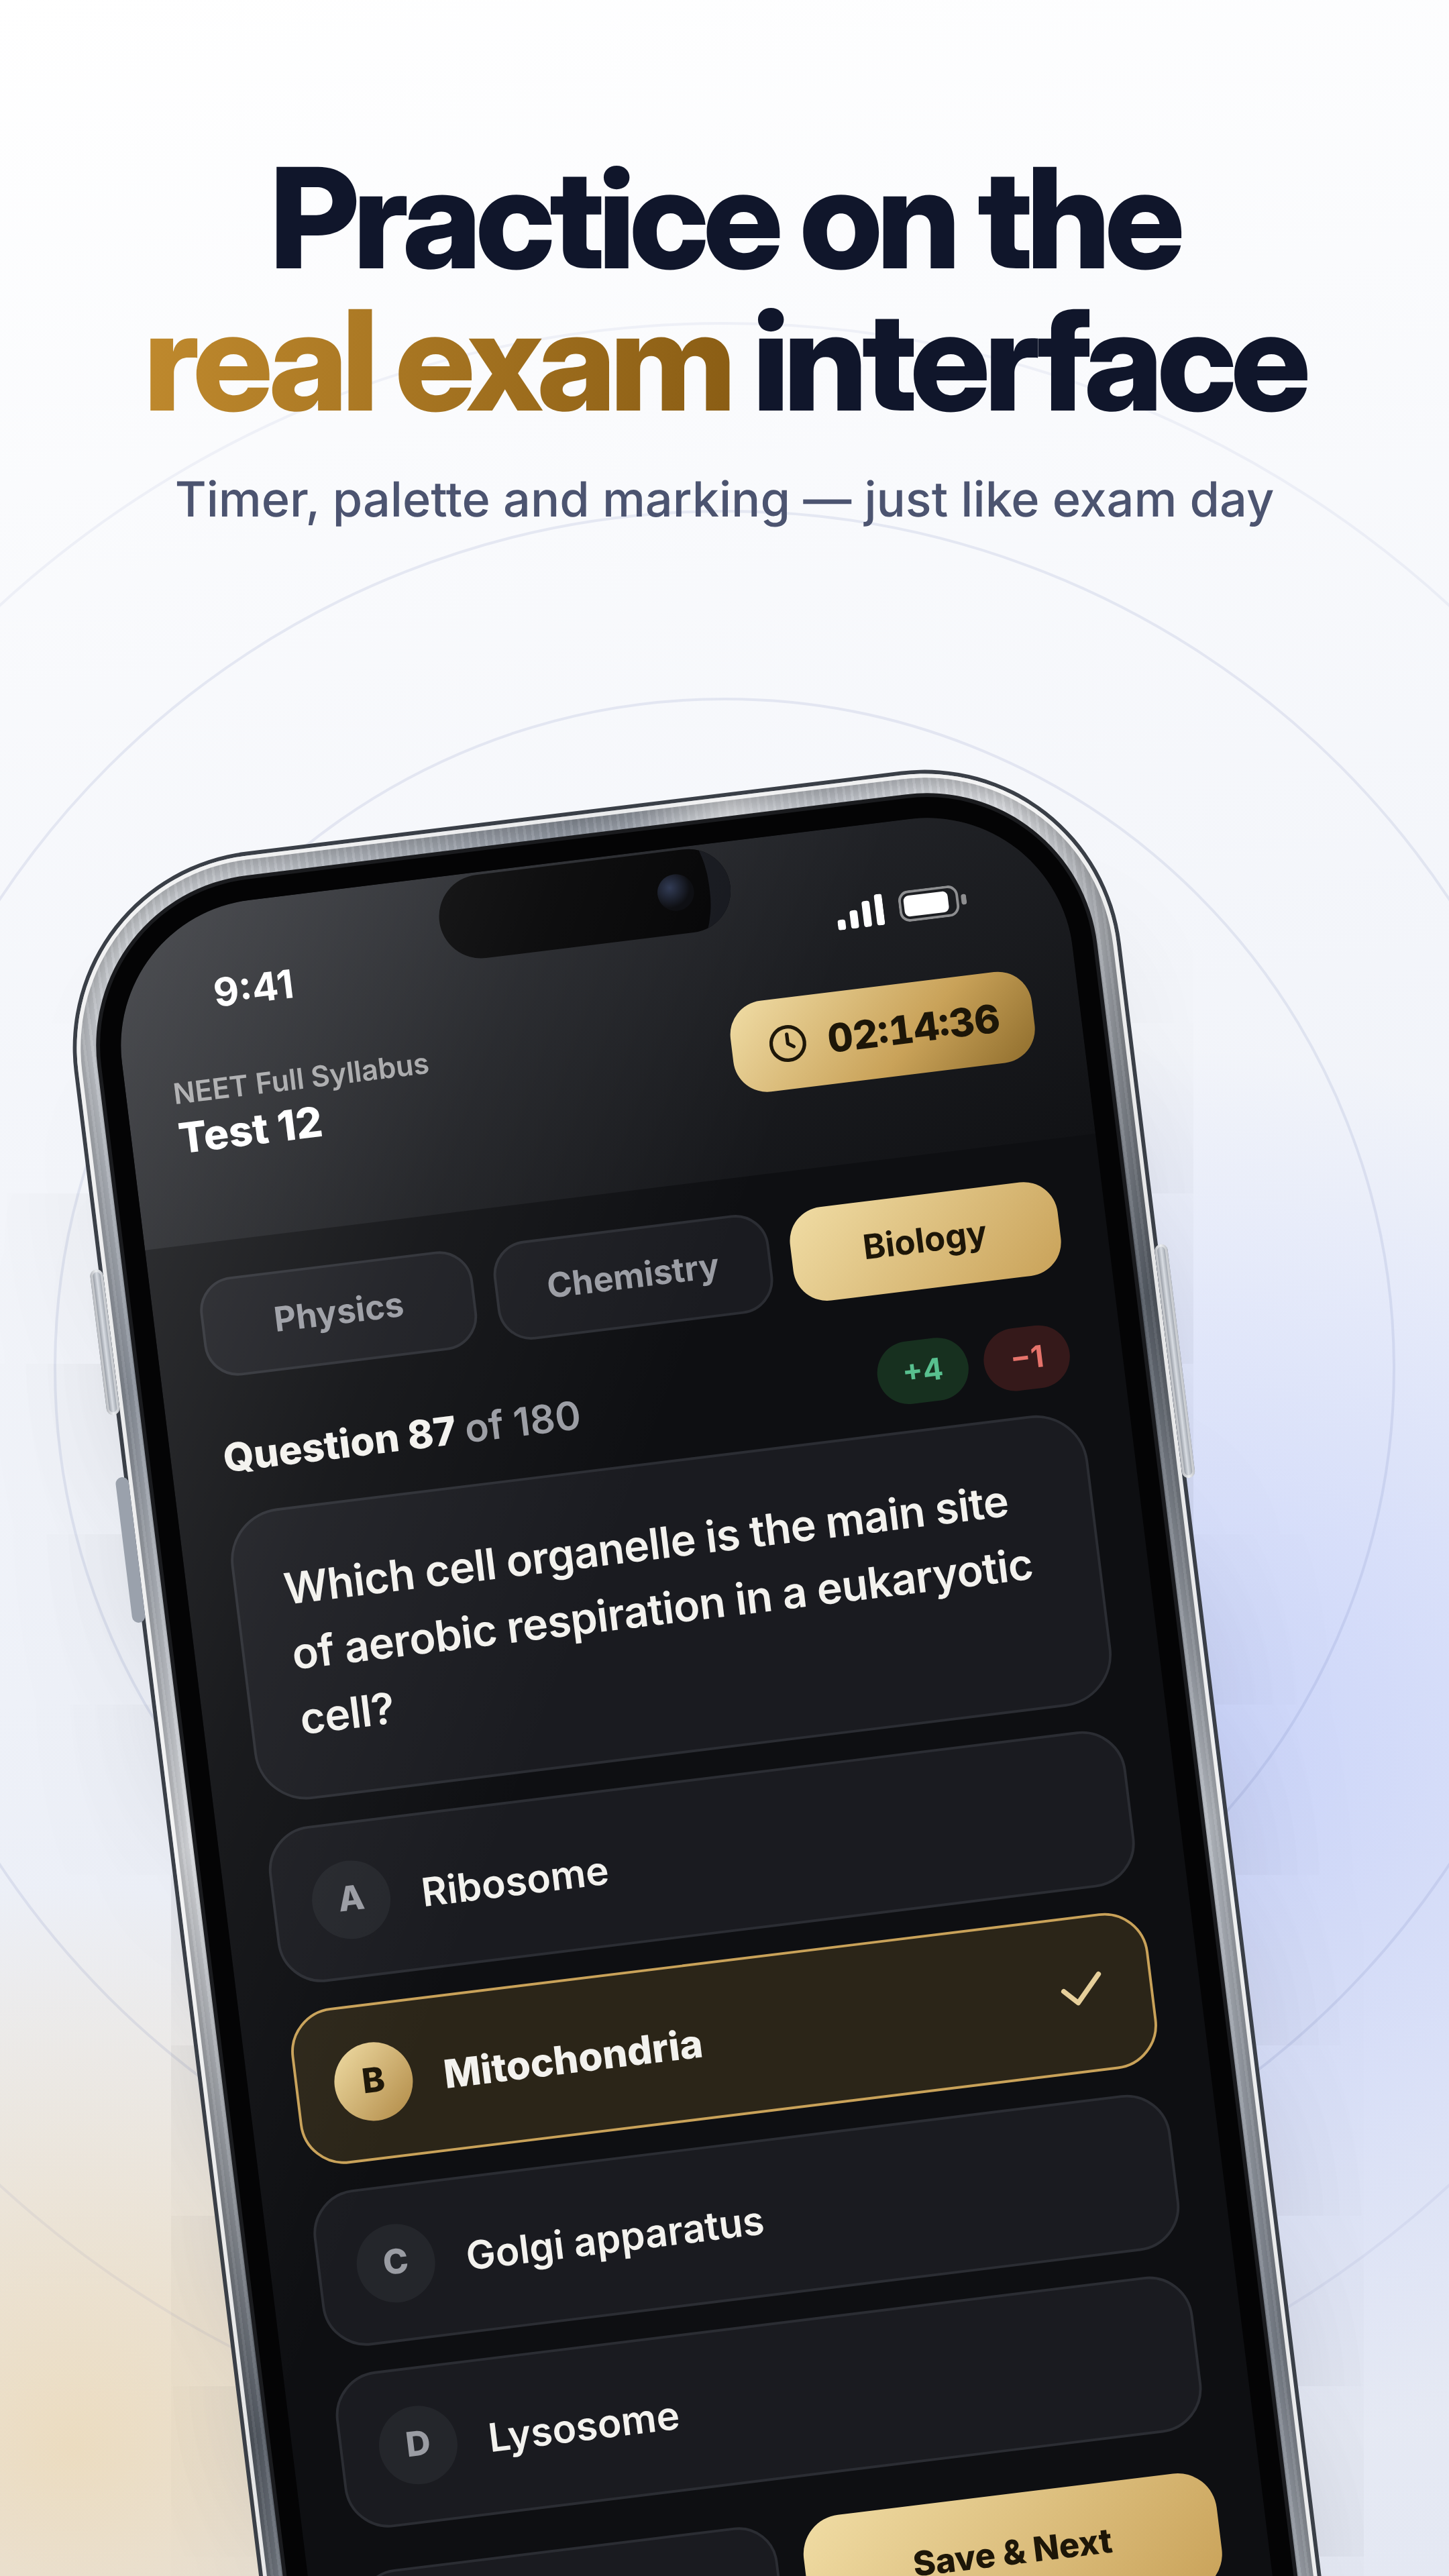 Practice on the
real exam interface
Timer, palette and marking — just like exam day
9:41
02:14:36
NEET Full Syllabus
Test 12
Physics
Chemistry
Biology
Question 87 of 180
+4
−1
Which cell organelle is the main site
of aerobic respiration in a eukaryotic
cell?
A
Ribosome
B
Mitochondria
C
Golgi apparatus
D
Lysosome
Save & Next